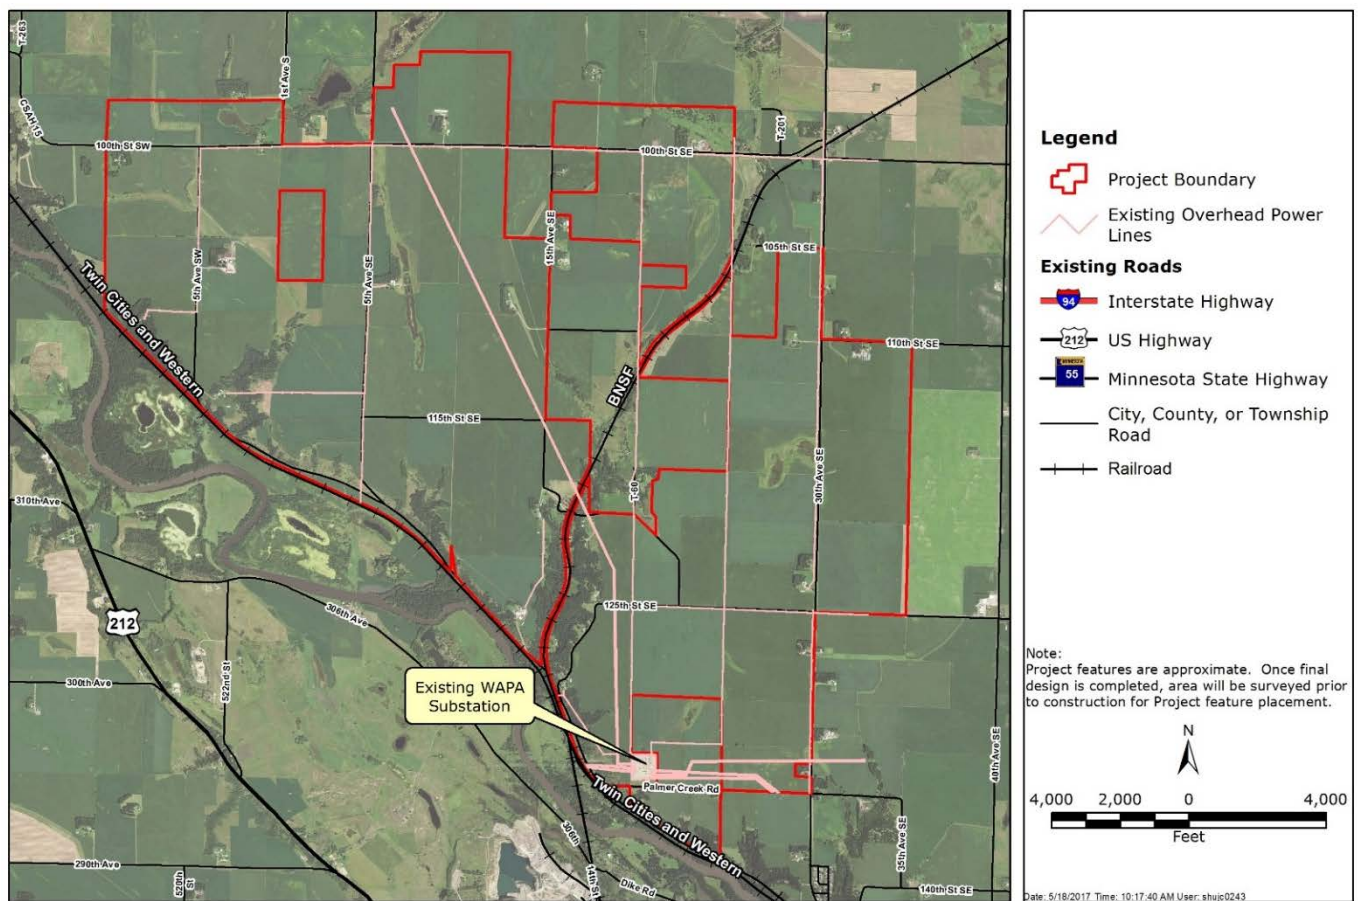 T-263
1st Ave S
CSAH 15
100th St SW
100th St SE
T-201
15th Ave SE
105th St SE
5th Ave SW
5th Ave SE
Twin Cities and Western
110th St SE
BNSF
115th St SE
T-60
30th Ave SE
310th Ave
212
306th Ave
125th St SE
522nd St
300th Ave
Existing WAPA
Substation
40th Ave SE
Palmer Creek Rd
Twin Cities and Western
306th
35th Ave SE
290th Ave
520th
St
14th St
Dike Rd
140th St SE
Legend
Project Boundary
Existing Overhead Power
Lines
Existing Roads
94
Interstate Highway
212
US Highway
MINNESOTA
55
Minnesota State Highway
City, County, or Township
Road
Railroad
Note:
Project features are approximate.  Once final
design is completed, area will be surveyed prior
to construction for Project feature placement.
N
4,000 2,000 0 4,000
Feet
Date: 5/18/2017 Time: 10:17:40 AM User: shujc0243